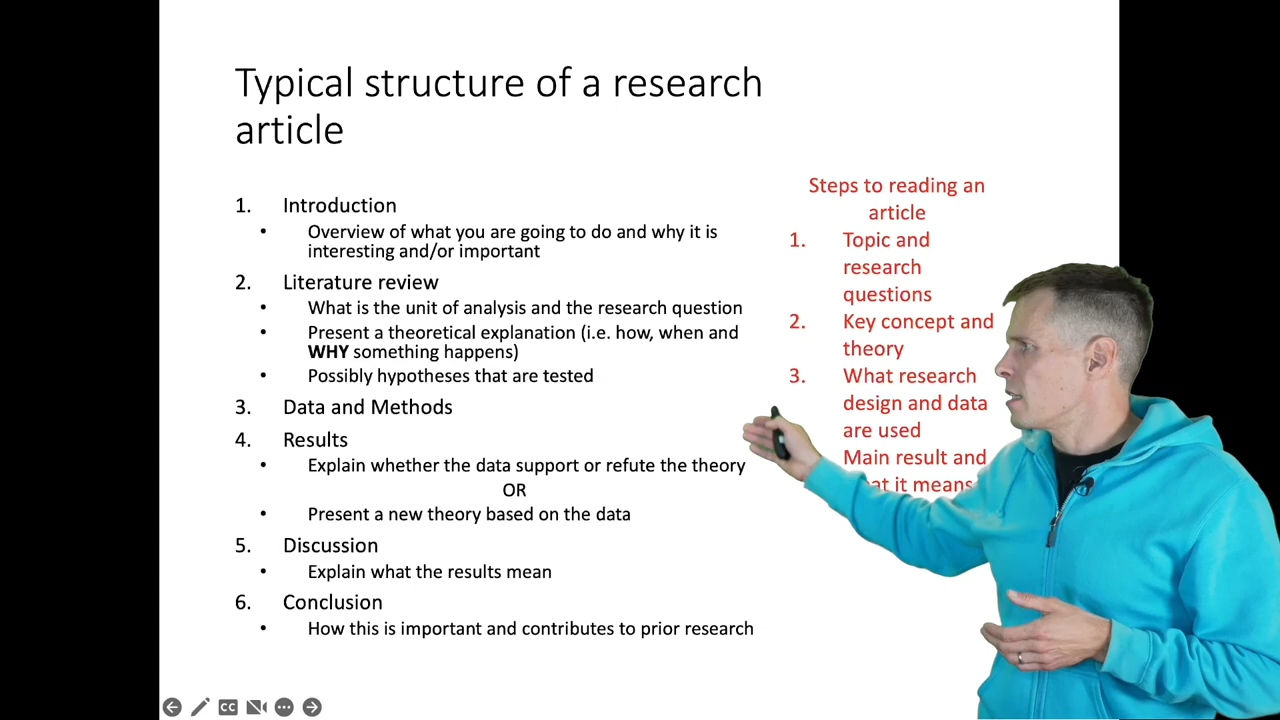 Typical structure of a research
article
1. Introduction
• Overview of what you are going to do and why it is
interesting and/or important
2. Literature review
• What is the unit of analysis and the research question
• Present a theoretical explanation (i.e. how, when and
WHY something happens)
• Possibly hypotheses that are tested
3. Data and Methods
4. Results
• Explain whether the data support or refute the theory
OR
• Present a new theory based on the data
5. Discussion
• Explain what the results mean
6. Conclusion
• How this is important and contributes to prior research
Steps to reading an
article
1. Topic and
research
questions
2. Key concept and
theory
3. What research
design and data
are used
Main result and
it means
CC